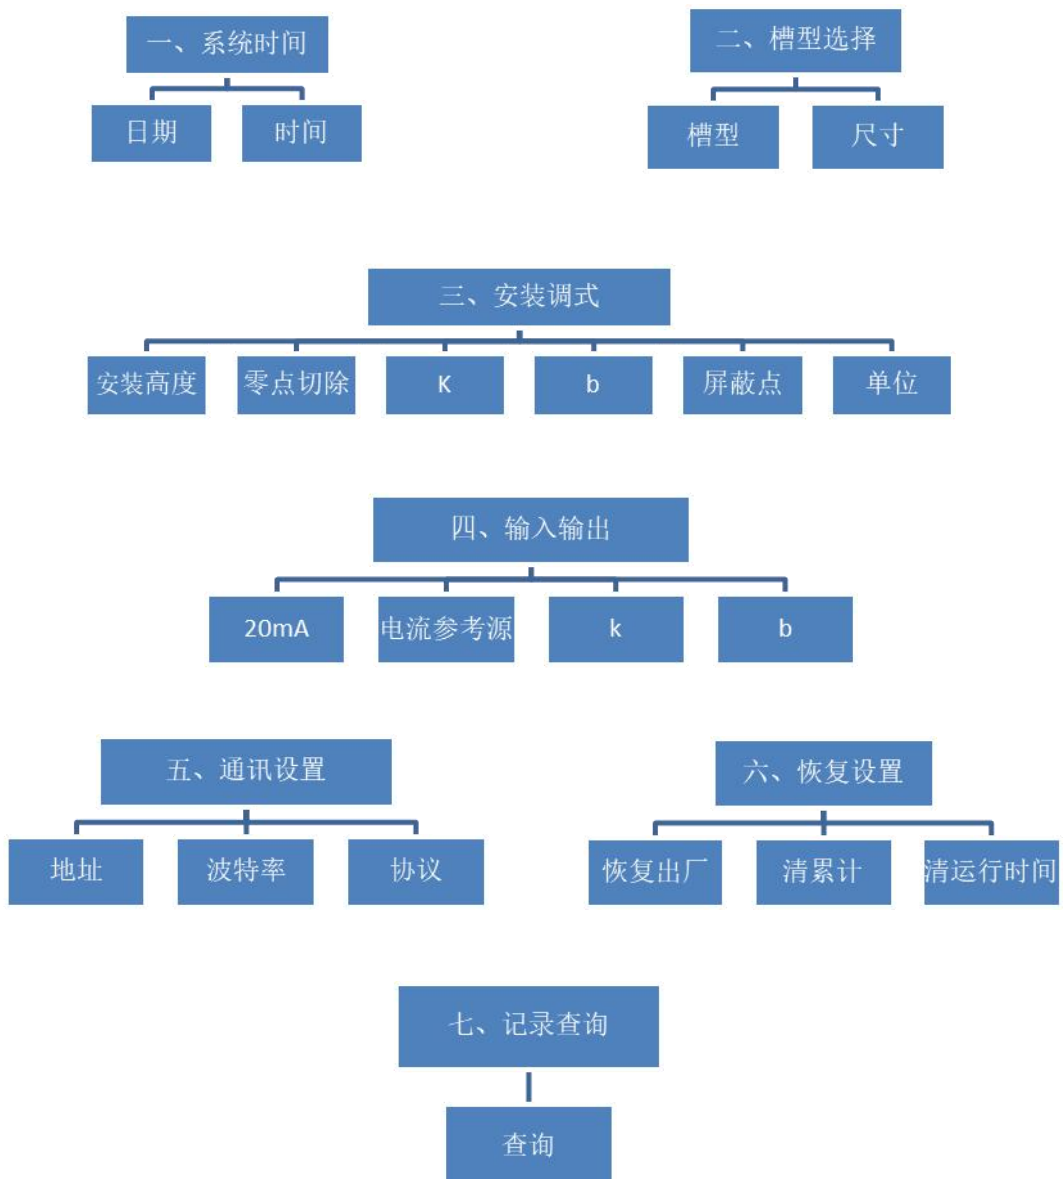 一、系统时间
日期
时间
二、槽型选择
槽型
尺寸
三、安装调式
安装高度
零点切除
K
b
屏蔽点
单位
四、输入输出
20mA
电流参考源
k
b
五、通讯设置
地址
波特率
协议
六、恢复设置
恢复出厂
清累计
清运行时间
七、记录查询
查询